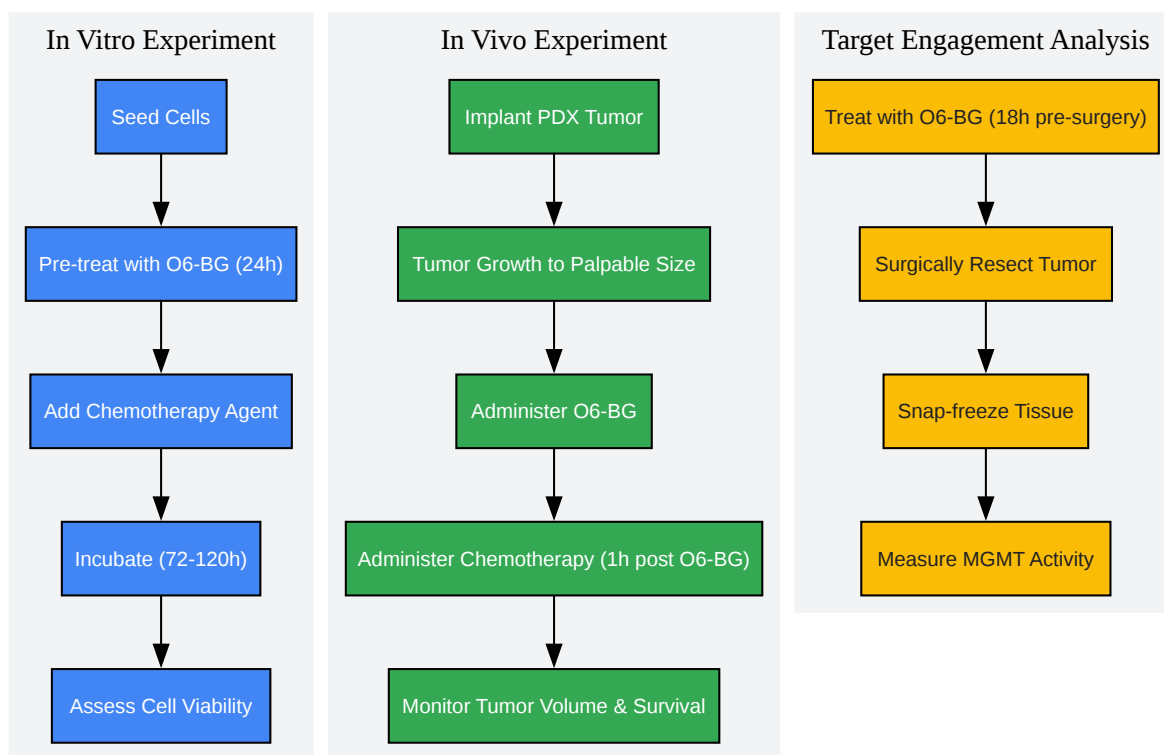 In Vitro Experiment
Seed Cells
Pre-treat with O6-BG (24h)
Add Chemotherapy Agent
Incubate (72-120h)
Assess Cell Viability
In Vivo Experiment
Implant PDX Tumor
Tumor Growth to Palpable Size
Administer O6-BG
Administer Chemotherapy (1h post O6-BG)
Monitor Tumor Volume & Survival
Target Engagement Analysis
Treat with O6-BG (18h pre-surgery)
Surgically Resect Tumor
Snap-freeze Tissue
Measure MGMT Activity